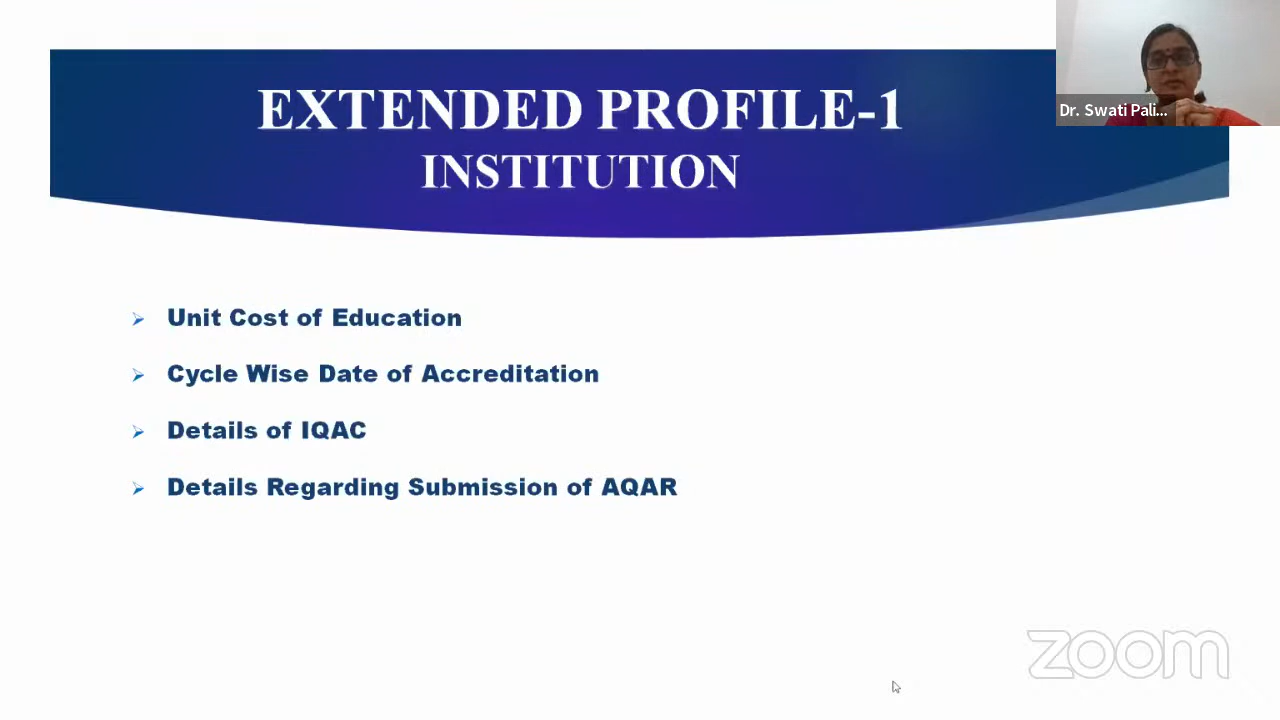 EXTENDED PROFILE-1
INSTITUTION
Dr. Swati Pali...
Unit Cost of Education
Cycle Wise Date of Accreditation
Details of IQAC
Details Regarding Submission of AQAR
zoom